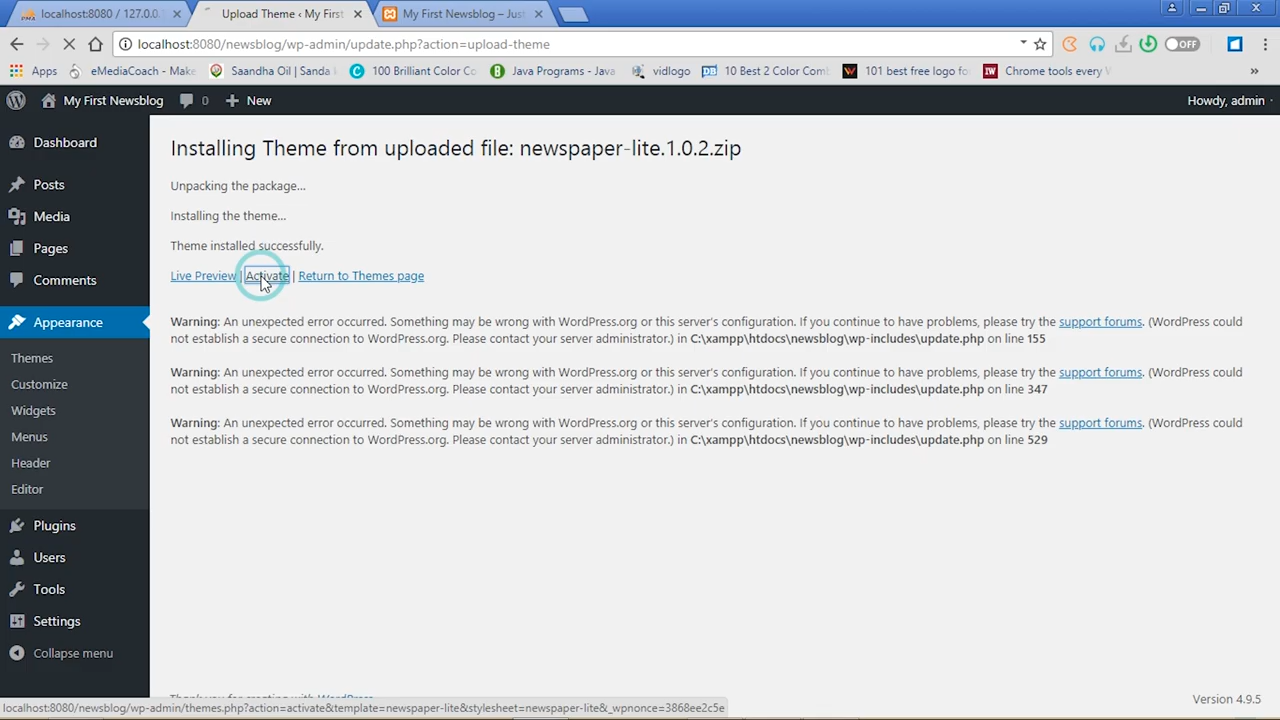 localhost:8080 / 127.0.0
Upload Theme ‹ My First
My First Newsblog – Just
localhost:8080/newsblog/wp-admin/update.php?action=upload-theme
OFF
Apps
eMediaCoach - Make
Saandha Oil | Sanda
100 Brilliant Color Co
Java Programs - Java
vidlogo
10 Best 2 Color Comb
101 best free logo fo
Chrome tools every W
»
My First Newsblog
0
New
Howdy, admin
Dashboard
Posts
Media
Pages
Comments
Appearance
Themes
Customize
Widgets
Menus
Header
Editor
Plugins
Users
Tools
Settings
Collapse menu
Installing Theme from uploaded file: newspaper-lite.1.0.2.zip
Unpacking the package…
Installing the theme…
Theme installed successfully.
Live Preview | Activate | Return to Themes page
Warning: An unexpected error occurred. Something may be wrong with WordPress.org or this server's configuration. If you continue to have problems, please try the support forums. (WordPress could
not establish a secure connection to WordPress.org. Please contact your server administrator.) in C:\xampp\htdocs\newsblog\wp-includes\update.php on line 155
Warning: An unexpected error occurred. Something may be wrong with WordPress.org or this server's configuration. If you continue to have problems, please try the support forums. (WordPress could
not establish a secure connection to WordPress.org. Please contact your server administrator.) in C:\xampp\htdocs\newsblog\wp-includes\update.php on line 347
Warning: An unexpected error occurred. Something may be wrong with WordPress.org or this server's configuration. If you continue to have problems, please try the support forums. (WordPress could
not establish a secure connection to WordPress.org. Please contact your server administrator.) in C:\xampp\htdocs\newsblog\wp-includes\update.php on line 529
Thank you for creating with WordPress
Version 4.9.5
localhost:8080/newsblog/wp-admin/themes.php?action=activate&template=newspaper-lite&stylesheet=newspaper-lite&_wpnonce=3868ee2c5e